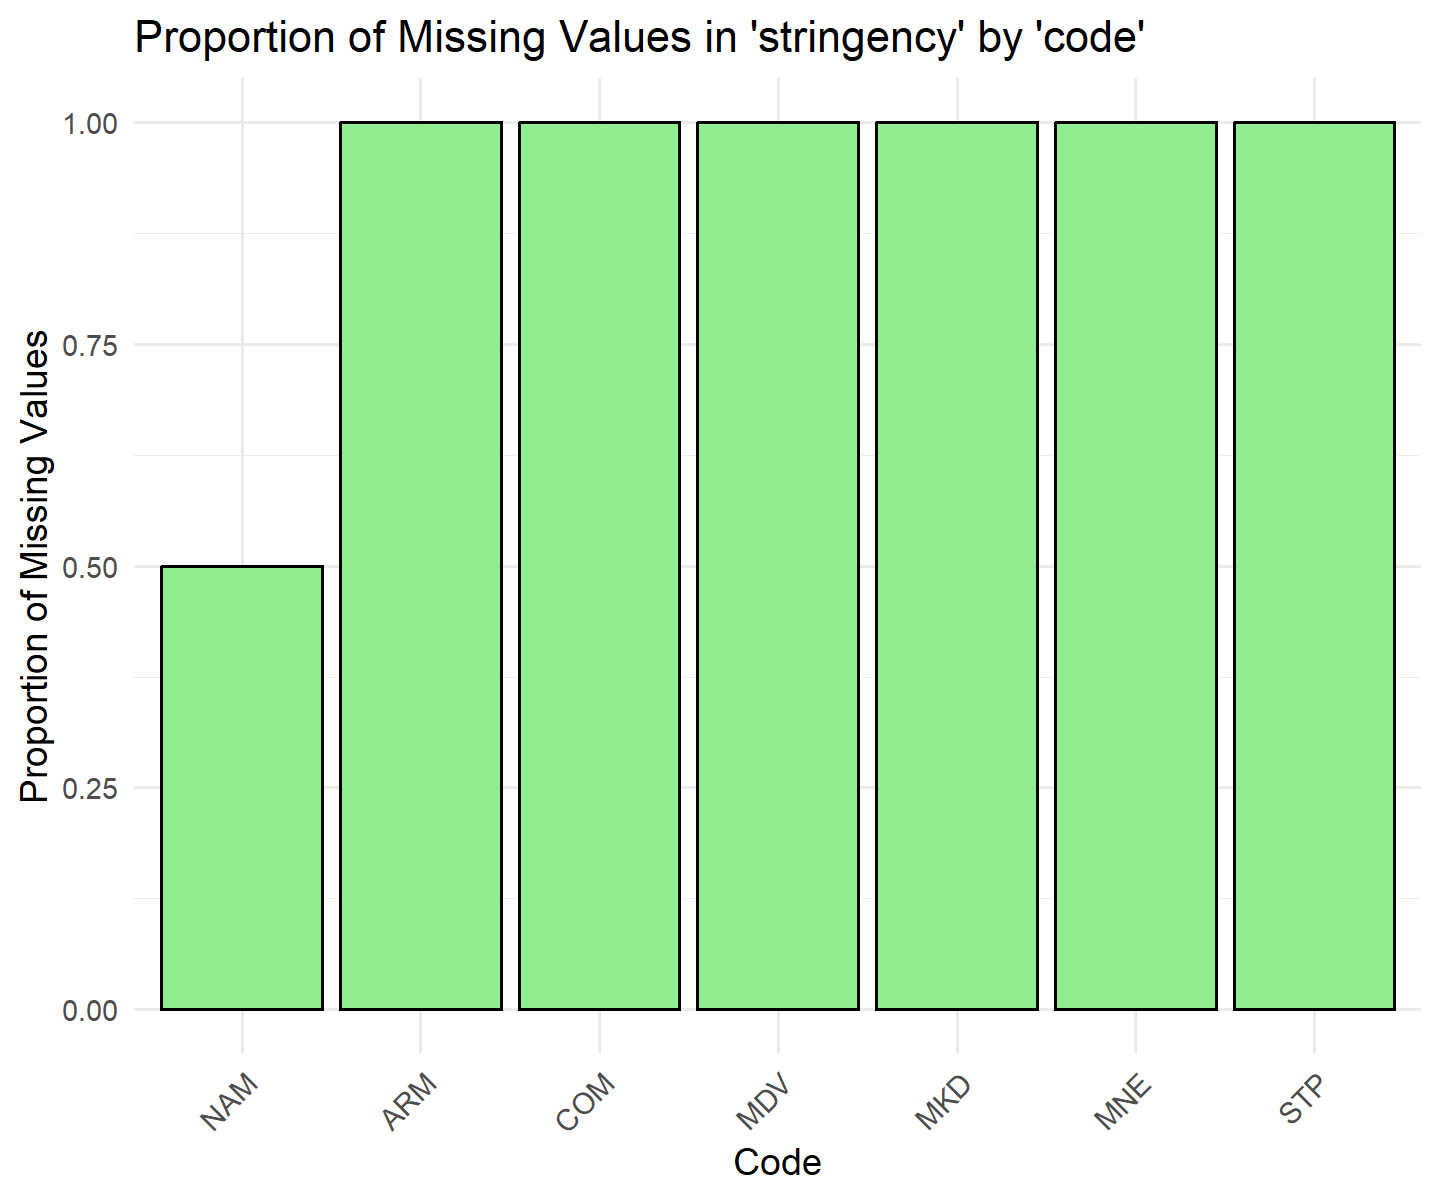 Proportion of Missing Values in 'stringency' by 'code'
Proportion of Missing Values
1.00
0.75
0.50
0.25
0.00
NAM
ARM
COM
MDV
MKD
MNE
STP
Code